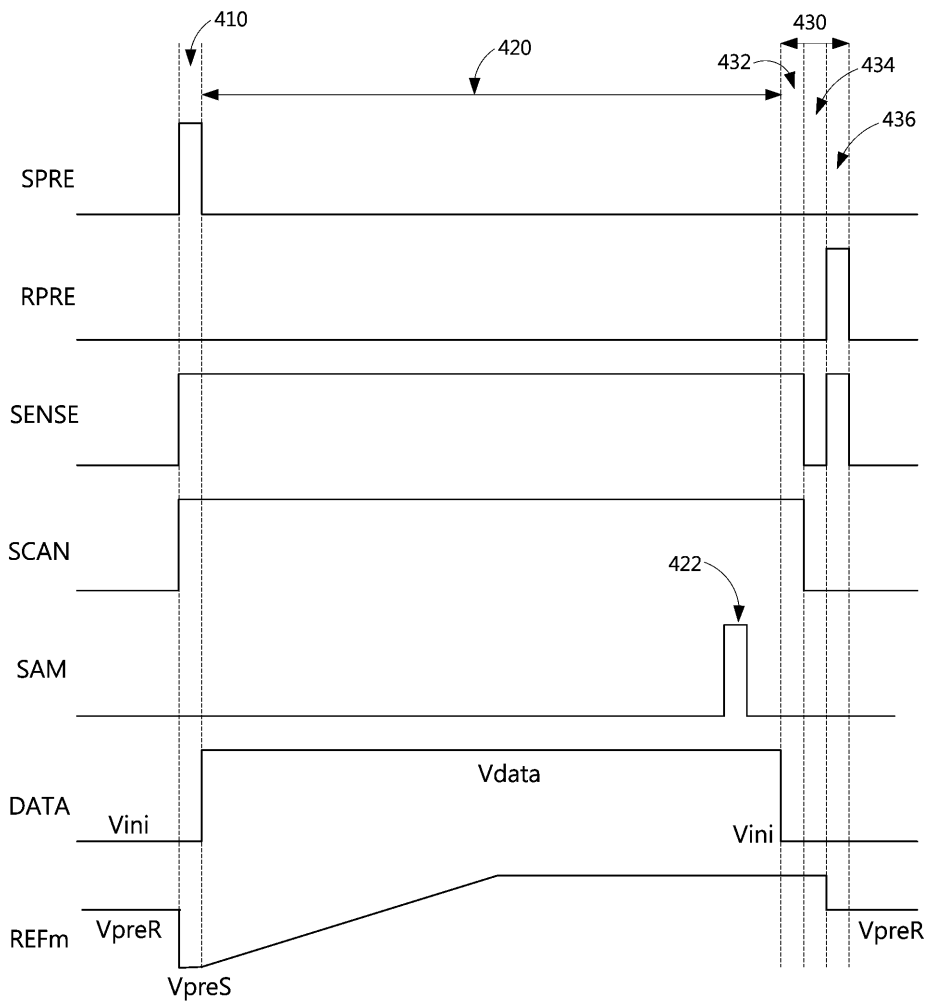 410
430
420
432
434
436
SPRE
RPRE
SENSE
SCAN
422
SAM
Vdata
DATA
Vini
Vini
VpreR
VpreR
REFm
VpreS